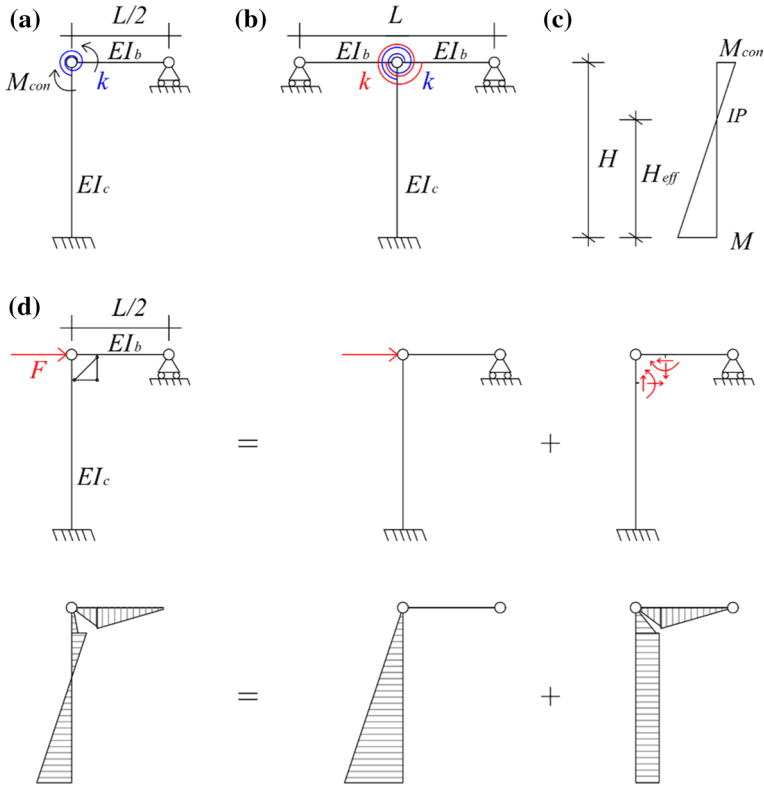 (a)
L/2
EIb
Mcon
k
EIc
(b)
L
EIb EIb
k k
EIc
(c)
Mcon
IP
H
Heff
M
(d)
L/2
EIb
F
EIc
= +
= +